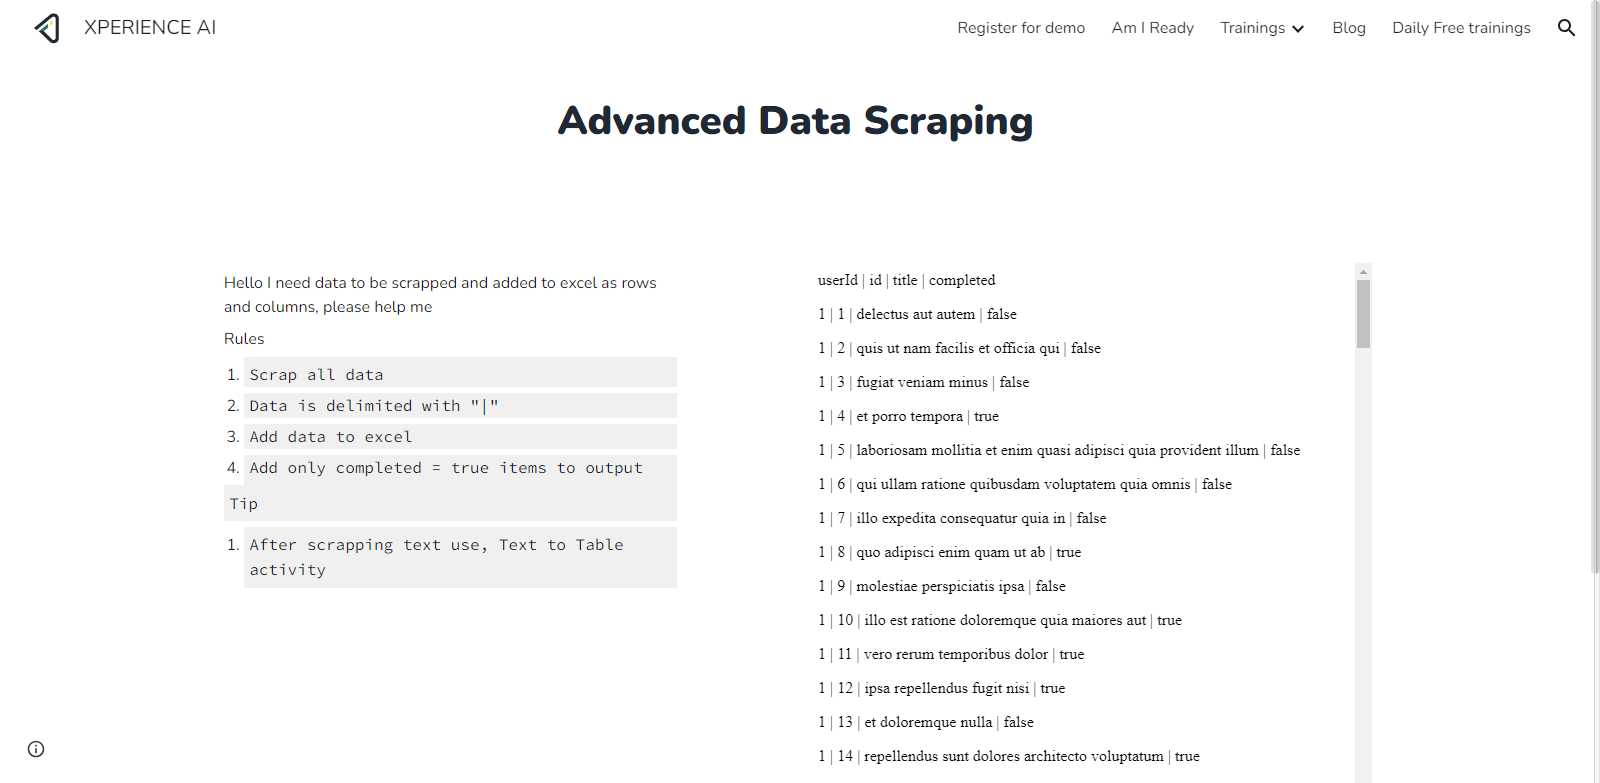 XPERIENCE AI
Register for demo
Am I Ready
Trainings
Blog
Daily Free trainings
Advanced Data Scraping
Hello I need data to be scrapped and added to excel as rows
and columns, please help me
Rules
1. Scrap all data
2. Data is delimited with "|"
3. Add data to excel
4. Add only completed = true items to output
Tip
1. After scrapping text use, Text to Table
activity
userId | id | title | completed
1 | 1 | delectus aut autem | false
1 | 2 | quis ut nam facilis et officia qui | false
1 | 3 | fugiat veniam minus | false
1 | 4 | et porro tempora | true
1 | 5 | laboriosam mollitia et enim quasi adipisci quia provident illum | false
1 | 6 | qui ullam ratione quibusdam voluptatem quia omnis | false
1 | 7 | illo expedita consequatur quia in | false
1 | 8 | quo adipisci enim quam ut ab | true
1 | 9 | molestiae perspiciatis ipsa | false
1 | 10 | illo est ratione doloremque quia maiores aut | true
1 | 11 | vero rerum temporibus dolor | true
1 | 12 | ipsa repellendus fugit nisi | true
1 | 13 | et doloremque nulla | false
1 | 14 | repellendus sunt dolores architecto voluptatum | true